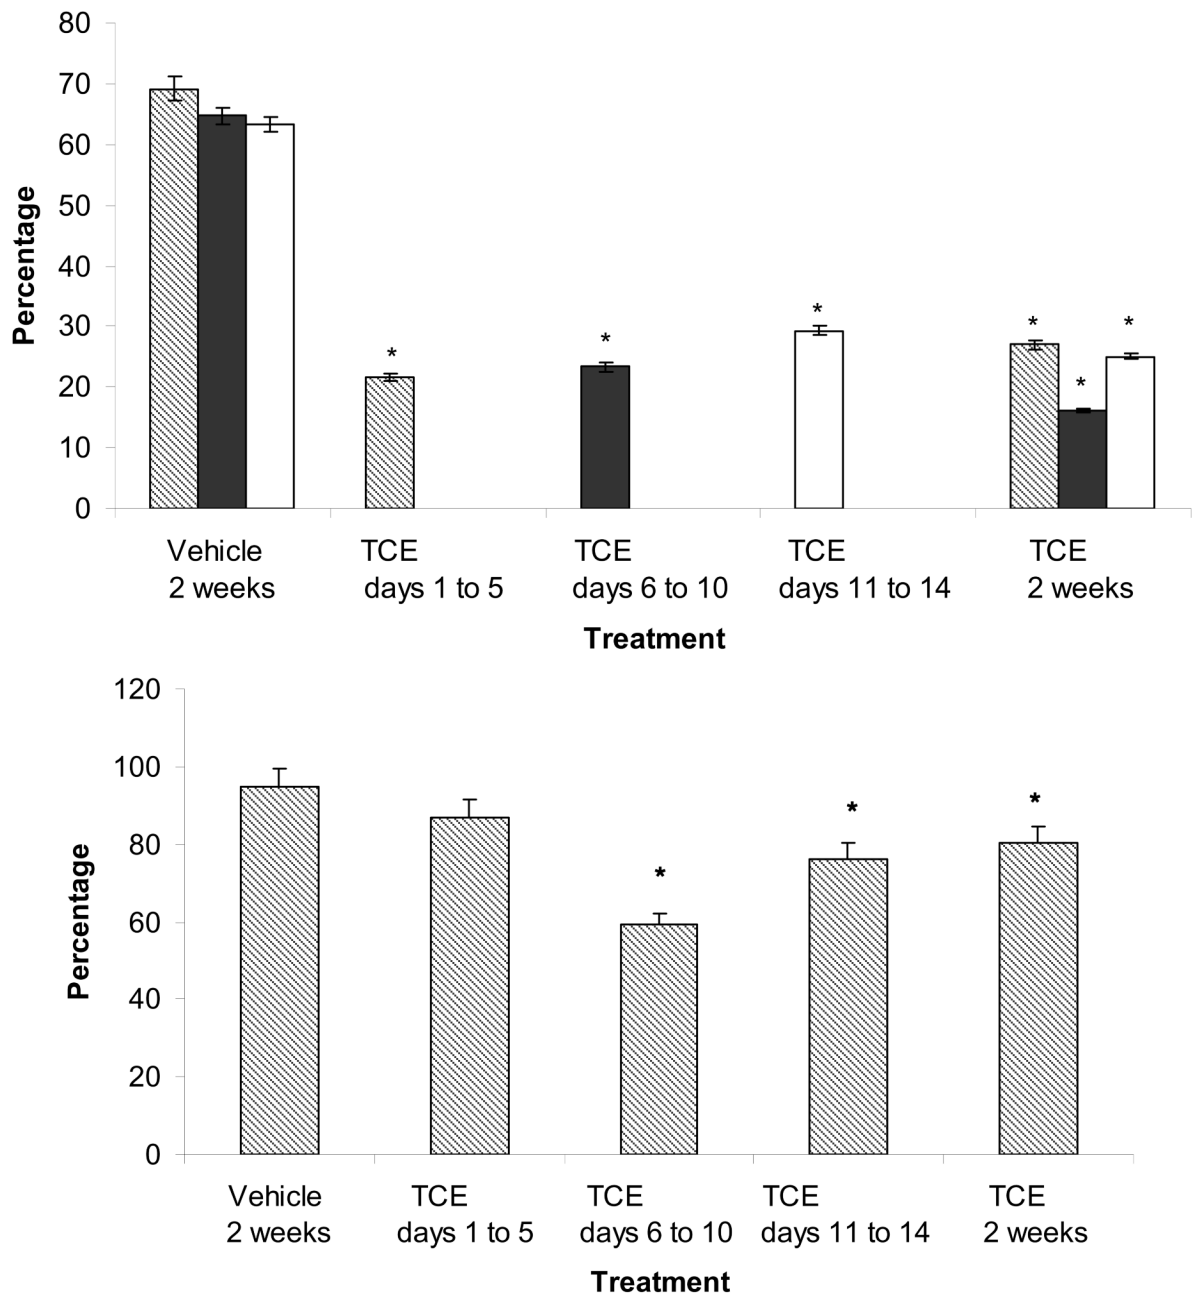 80
70
60
50
40
30
20
10
0
Percentage
*
*
*
*
*
*
Vehicle
2 weeks
TCE
days 1 to 5
TCE
days 6 to 10
TCE
days 11 to 14
TCE
2 weeks
Treatment
120
100
80
60
40
20
0
Percentage
*
*
*
Vehicle
2 weeks
TCE
days 1 to 5
TCE
days 6 to 10
TCE
days 11 to 14
TCE
2 weeks
Treatment